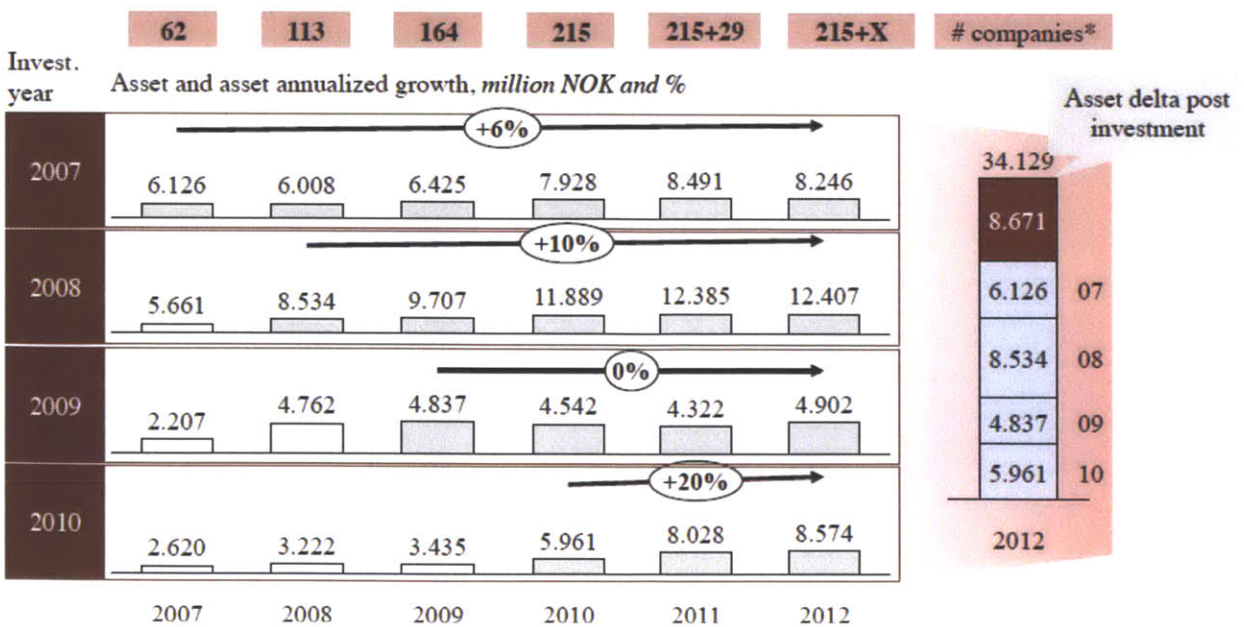 62 113 164 215 215+29 215+X # companies*
Invest.
year
Asset and asset annualized growth, million NOK and %
Asset delta post
investment
+6%
2007
6.126 6.008 6.425 7.928 8.491 8.246
+10%
2008
5.661 8.534 9.707 11.889 12.385 12.407
0%
2009
2.207 4.762 4.837 4.542 4.322 4.902
+20%
2010
2.620 3.222 3.435 5.961 8.028 8.574
2007 2008 2009 2010 2011 2012
34.129
8.671
6.126 07
8.534 08
4.837 09
5.961 10
2012